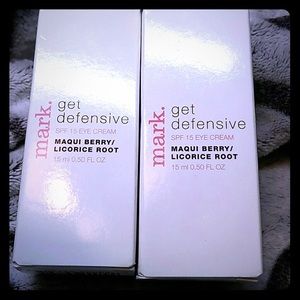 mark.
get
defensive
SPF 15 EYE CREAM
MAQUI BERRY/
LICORICE ROOT
15 ml 0.50 FL OZ
mark.
get
defensive
SPF 15 EYE CREAM
MAQUI BERRY/
LICORICE ROOT
15 ml 0.50 FL OZ